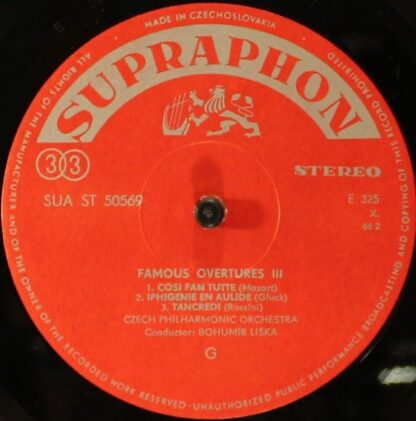 MADE IN CZECHOSLOVAKIA
SUPRAPHON
33
STEREO
SUA ST 50569
E 325
X,
66 2
FAMOUS OVERTURES III
1. COSI FAN TUTTE (Mozart)
2. IPHIGÉNIE EN AULIDE (Gluck)
3. TANCREDI (Rossini)
CZECH PHILHARMONIC ORCHESTRA
Conductor: BOHUMÍR LIŠKA
G
ALL RIGHTS OF THE MANUFACTURER AND OF THE OWNER OF THE RECORDED WORK RESERVED · UNAUTHORIZED PUBLIC PERFORMANCE BROADCASTING AND COPYING OF THIS RECORD PROHIBITED